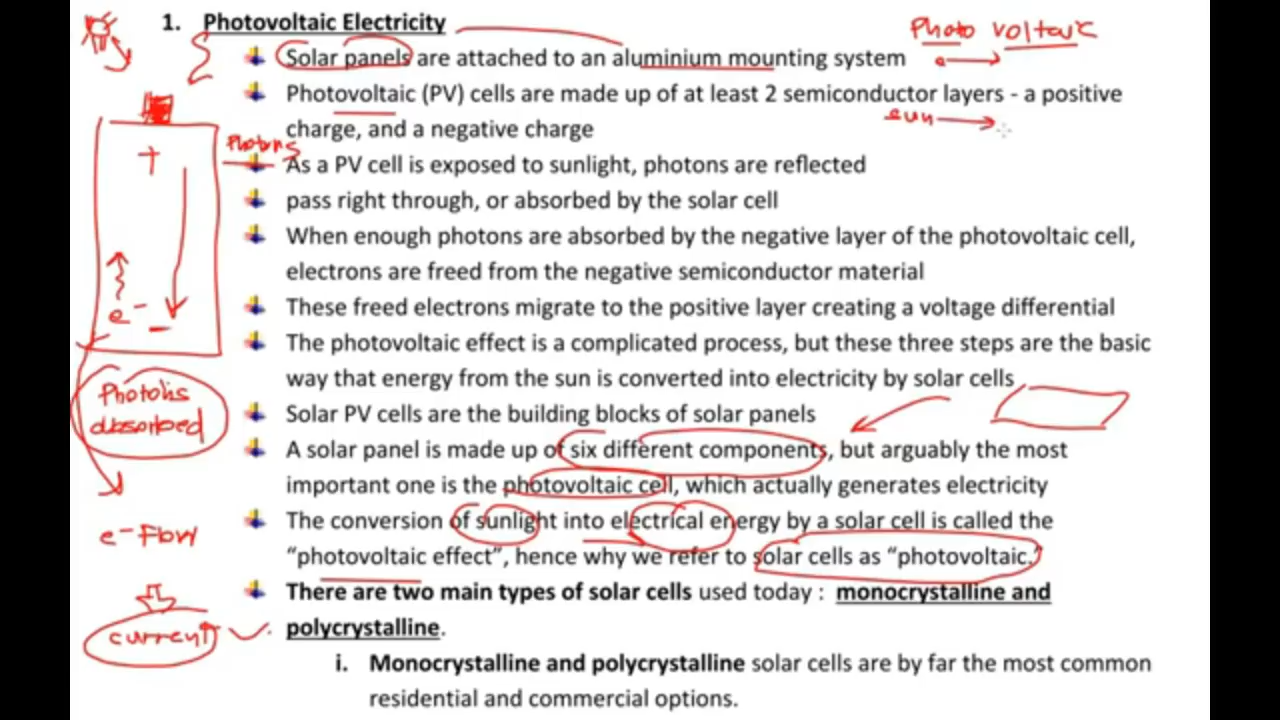 1. Photovoltaic Electricity
Photo voltaic
Solar panels are attached to an aluminium mounting system
Photovoltaic (PV) cells are made up of at least 2 semiconductor layers - a positive
sun
charge, and a negative charge
+
Photons
As a PV cell is exposed to sunlight, photons are reflected
pass right through, or absorbed by the solar cell
When enough photons are absorbed by the negative layer of the photovoltaic cell,
electrons are freed from the negative semiconductor material
e-
-
These freed electrons migrate to the positive layer creating a voltage differential
The photovoltaic effect is a complicated process, but these three steps are the basic
way that energy from the sun is converted into electricity by solar cells
Photons
absorbed
Solar PV cells are the building blocks of solar panels
A solar panel is made up of six different components, but arguably the most
important one is the photovoltaic cell, which actually generates electricity
The conversion of sunlight into electrical energy by a solar cell is called the
e-Flow
“photovoltaic effect”, hence why we refer to solar cells as “photovoltaic.”
There are two main types of solar cells used today : monocrystalline and
polycrystalline.
current
i. Monocrystalline and polycrystalline solar cells are by far the most common
residential and commercial options.